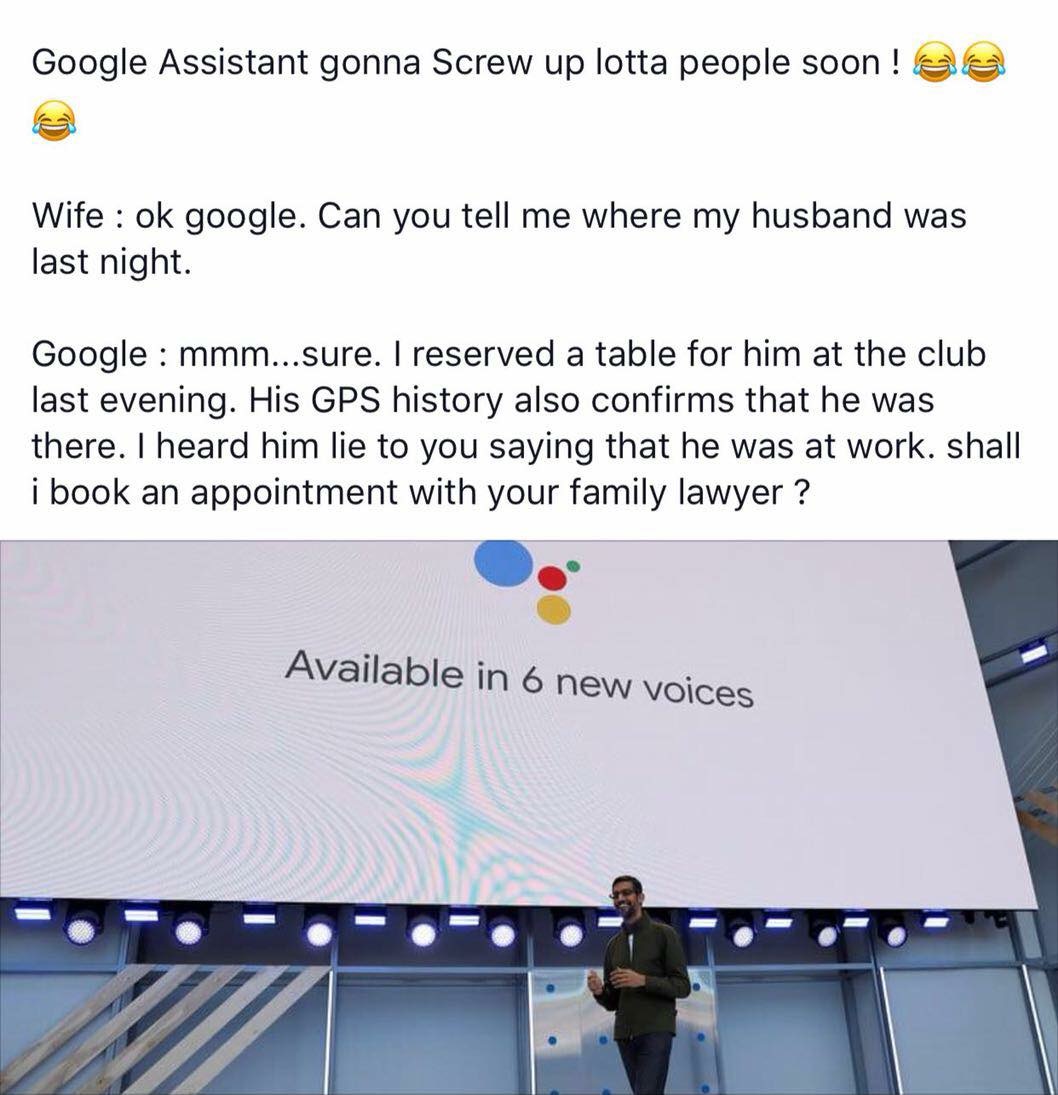 Google Assistant gonna Screw up lotta people soon ! 😂😂
😂
Wife : ok google. Can you tell me where my husband was
last night.
Google : mmm...sure. I reserved a table for him at the club
last evening. His GPS history also confirms that he was
there. I heard him lie to you saying that he was at work. shall
i book an appointment with your family lawyer ?
Available in 6 new voices